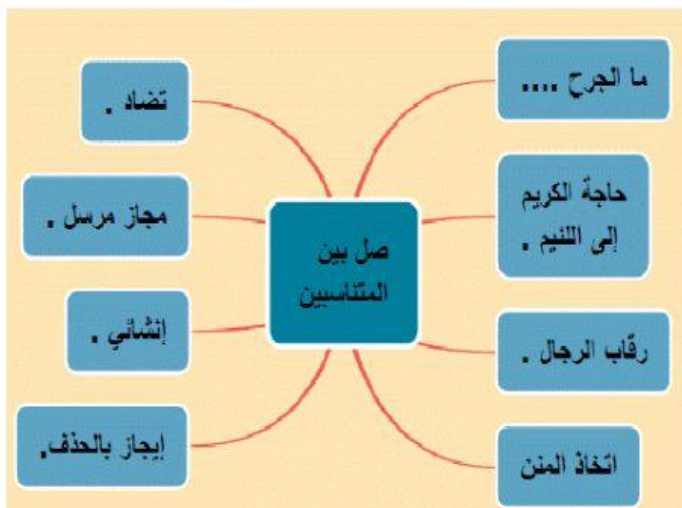 ما الجرح ....
حاجة الكريم
إلى اللئيم .
رقاب الرجال .
اتخاذ المنن
صل بين
المتناسبين
تضاد .
مجاز مرسل .
إنشائي .
إيجاز بالحذف.